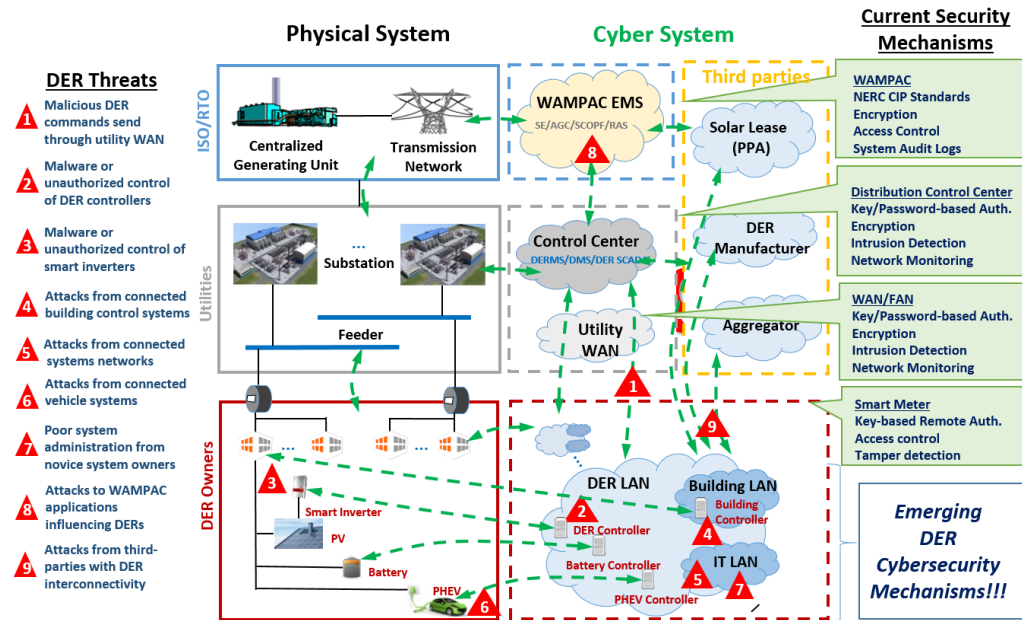 Physical System
Cyber System
Current Security
Mechanisms
DER Threats
1
Malicious DER
commands send
through utility WAN
2
Malware or
unauthorized control
of DER controllers
3
Malware or
unauthorized control of
smart inverters
4
Attacks from connected
building control systems
5
Attacks from connected
systems networks
6
Attacks from connected
vehicle systems
7
Poor system
administration from
novice system owners
8
Attacks to WAMPAC
applications
influencing DERs
9
Attacks from third-
parties with DER
interconnectivity
ISO/RTO
Centralized
Generating Unit
Transmission
Network
WAMPAC EMS
SE/AGC/SCOPF/RAS
8
Third parties
Solar Lease
(PPA)
DER
Manufacturer
Aggregator
Utilities
...
Substation
Feeder
Control Center
DERMS/DMS/DER SCAD
Utility
WAN
1
9
DER Owners
...
...
3
Smart Inverter
PV
Battery
PHEV
6
DER LAN
2
DER Controller
Battery Controller
PHEV Controller
Building LAN
Building
Controller
4
IT LAN
5
7
WAMPAC
NERC CIP Standards
Encryption
Access Control
System Audit Logs
Distribution Control Center
Key/Password-based Auth.
Encryption
Intrusion Detection
Network Monitoring
WAN/FAN
Key/Password-based Auth.
Encryption
Intrusion Detection
Network Monitoring
Smart Meter
Key-based Remote Auth.
Access control
Tamper detection
Emerging
DER
Cybersecurity
Mechanisms!!!